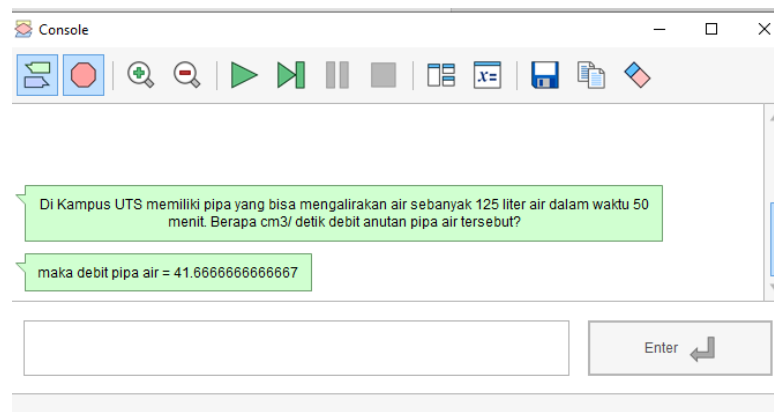 Console
x=
Di Kampus UTS memiliki pipa yang bisa mengalirakan air sebanyak 125 liter air dalam waktu 50
menit. Berapa cm3/ detik debit anutan pipa air tersebut?
maka debit pipa air = 41.6666666666667
Enter